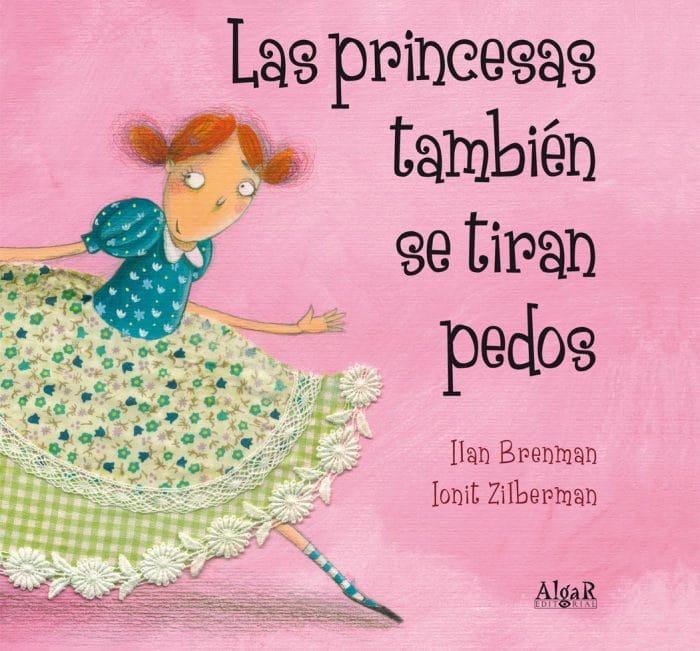 Las princesas
también
se tiran
pedos
Ilan Brenman
Ionit Zilberman
AlgaR
EDITORIAL